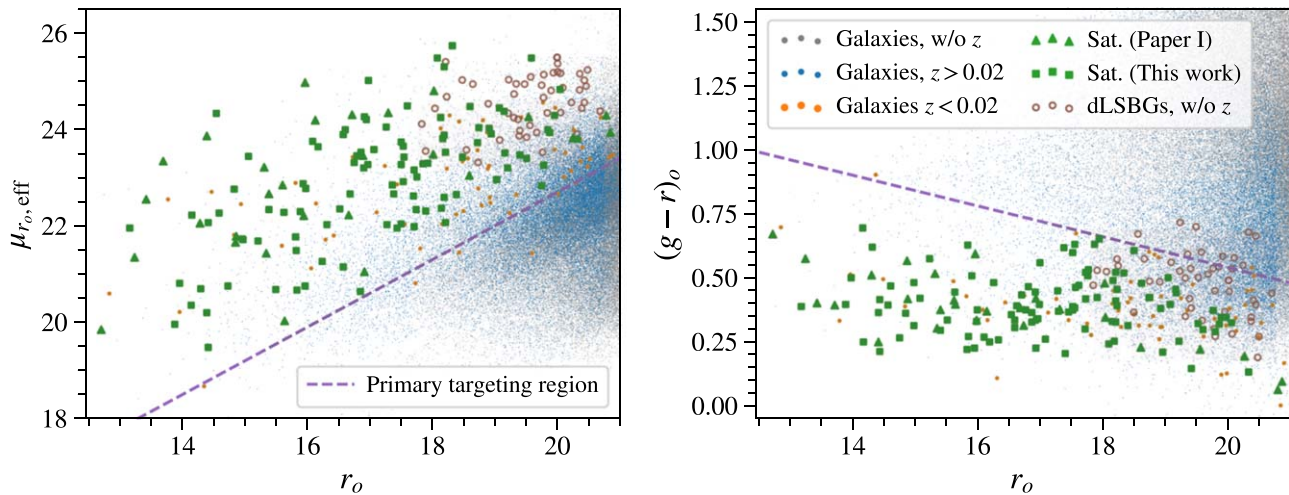 26
24
22
20
18
μ_{r_o, eff}
14
16
18
20
r_o
Primary targeting region
1.50
1.25
1.00
0.75
0.50
0.25
0.00
(g − r)_o
14
16
18
20
r_o
Galaxies, w/o z
Galaxies, z > 0.02
Galaxies z < 0.02
Sat. (Paper I)
Sat. (This work)
dLSBGs, w/o z